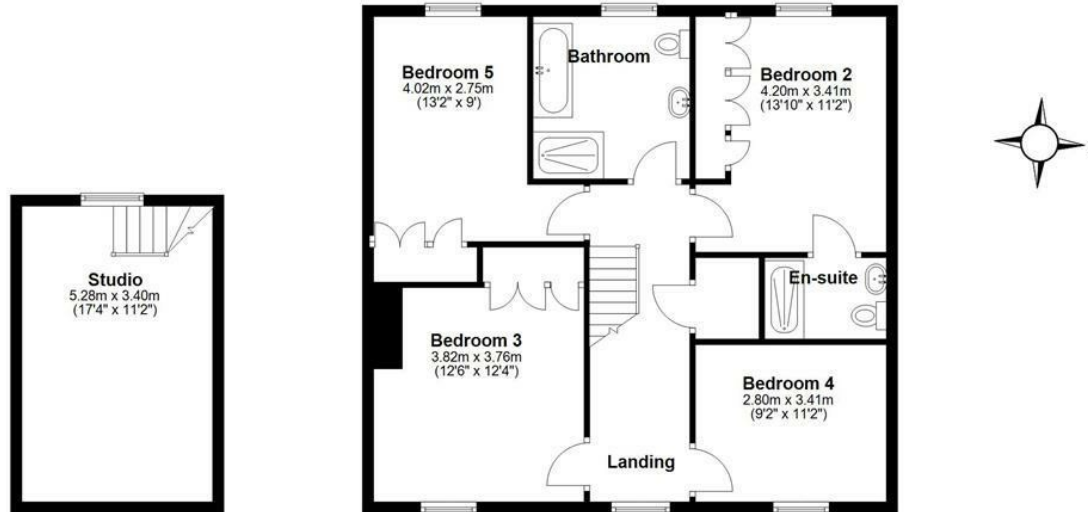 Bedroom 5
4.02m x 2.75m
(13'2" x 9')
Bathroom
Bedroom 2
4.20m x 3.41m
(13'10" x 11'2")
Studio
5.28m x 3.40m
(17'4" x 11'2")
En-suite
Bedroom 3
3.82m x 3.76m
(12'6" x 12'4")
Bedroom 4
2.80m x 3.41m
(9'2" x 11'2")
Landing